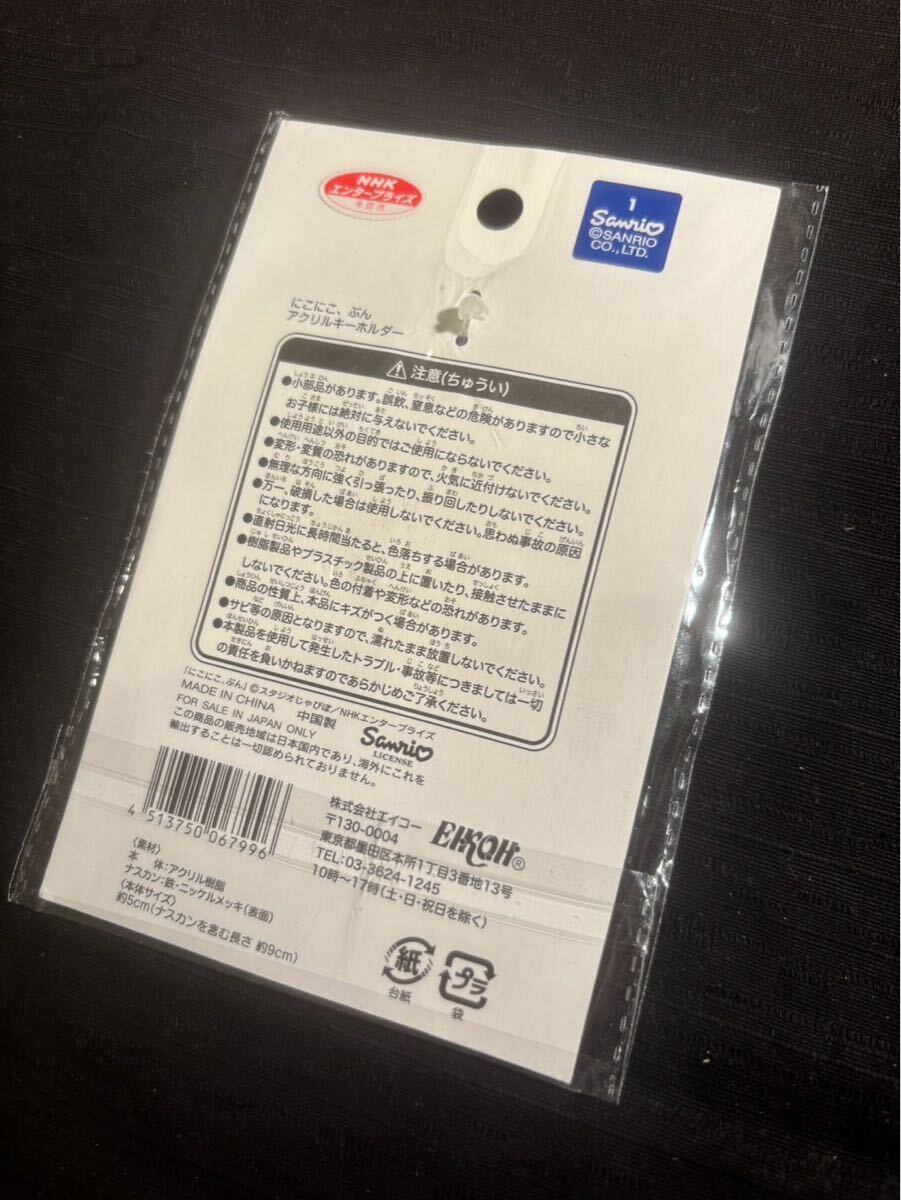 NHK
エンタープライズ
承認済
1
Sanrio
©SANRIO
CO.,LTD.
にこにこ、ぷん
アクリルキーホルダー
注意(ちゅうい)
●小部品があります。誤飲、窒息などの危険がありますので小さな
お子様には絶対に与えないでください。
●使用用途以外の目的ではご使用にならないでください。
●変形・変質の恐れがありますので、火気に近付けないでください。
●無理な方向に強く引っ張ったり、振り回したりしないでください。
●万一、破損した場合は使用しないでください。思わぬ事故の原因
になります。
●直射日光に長時間当たると、色落ちする場合があります。
●樹脂製品やプラスチック製品の上に置いたり、接触させたままに
しないでください。色の付着や変形などの恐れがあります。
●商品の性質上、本品にキズがつく場合があります。
●サビ等の原因となりますので、濡れたまま放置しないでください。
●本製品を使用して発生したトラブル・事故等につきましては一切
の責任を負いかねますのであらかじめご了承ください。
「にこにこ、ぷん」©スタジオじゃぴぽ/NHKエンタープライズ
MADE IN CHINA 中国製
FOR SALE IN JAPAN ONLY
この商品の販売地域は日本国内であり、海外にこれを
輸出することは一切認められておりません。
Sanrio
LICENSE
4 513750 067996
株式会社エイコー
〒130-0004
東京都墨田区本所1丁目3番地13号
TEL:03-3624-1245
10時〜17時(土・日・祝日を除く)
EIKOH®
〈素材〉
本 体:アクリル樹脂
ナスカン:鉄・ニッケルメッキ(表面)
〈本体サイズ〉
約5cm(ナスカンを含む長さ 約9cm)
紙
台紙
プラ
袋